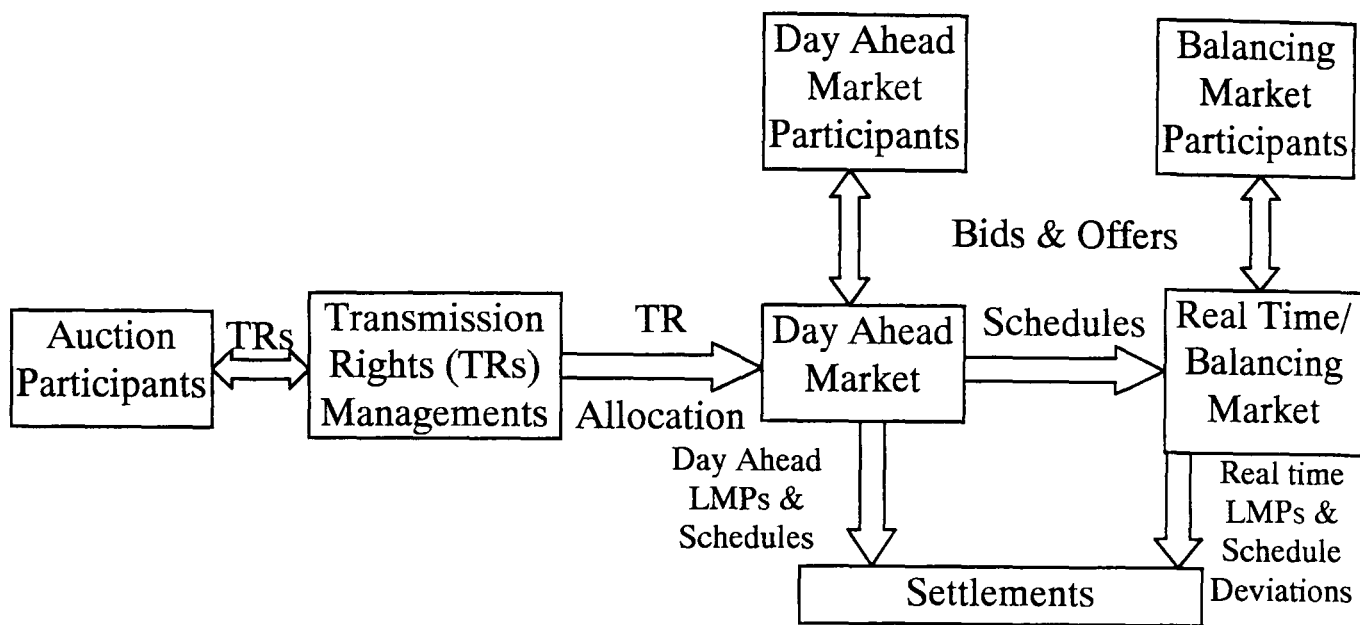 Day Ahead
Market
Participants
Balancing
Market
Participants
Bids & Offers
Auction
Participants
TRs
Transmission
Rights (TRs)
Managements
TR
Allocation
Day Ahead
Market
Schedules
Real Time/
Balancing
Market
Day Ahead
LMPs &
Schedules
Real time
LMPs &
Schedule
Deviations
Settlements